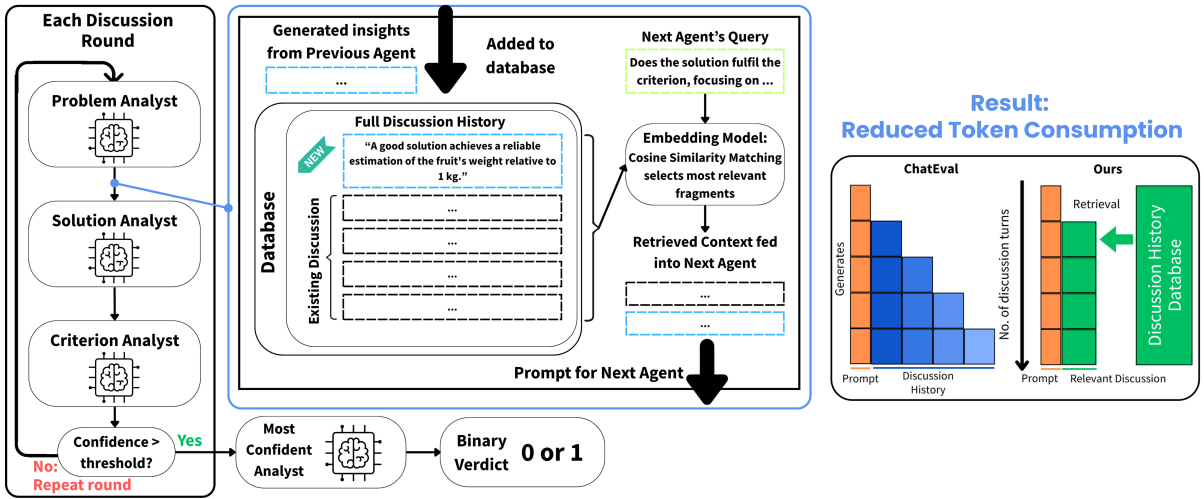 Each Discussion
Round
Problem Analyst
Solution Analyst
Criterion Analyst
Confidence >
threshold?
Yes
No:
Repeat round
Most
Confident
Analyst
Binary
Verdict
0 or 1
Generated insights
from Previous Agent
...
Added to
database
Database
Full Discussion History
NEW
“A good solution achieves a reliable
estimation of the fruit's weight relative to
1 kg.”
Existing Discussion
...
...
...
...
Next Agent’s Query
Does the solution fulfil the
criterion, focusing on ...
Embedding Model:
Cosine Similarity Matching
selects most relevant
fragments
Retrieved Context fed
into Next Agent
...
...
Prompt for Next Agent
Result:
Reduced Token Consumption
ChatEval
Generates
Prompt
Discussion
History
No. of discussion turns
Ours
Retrieval
Discussion History
Database
Prompt
Relevant Discussion